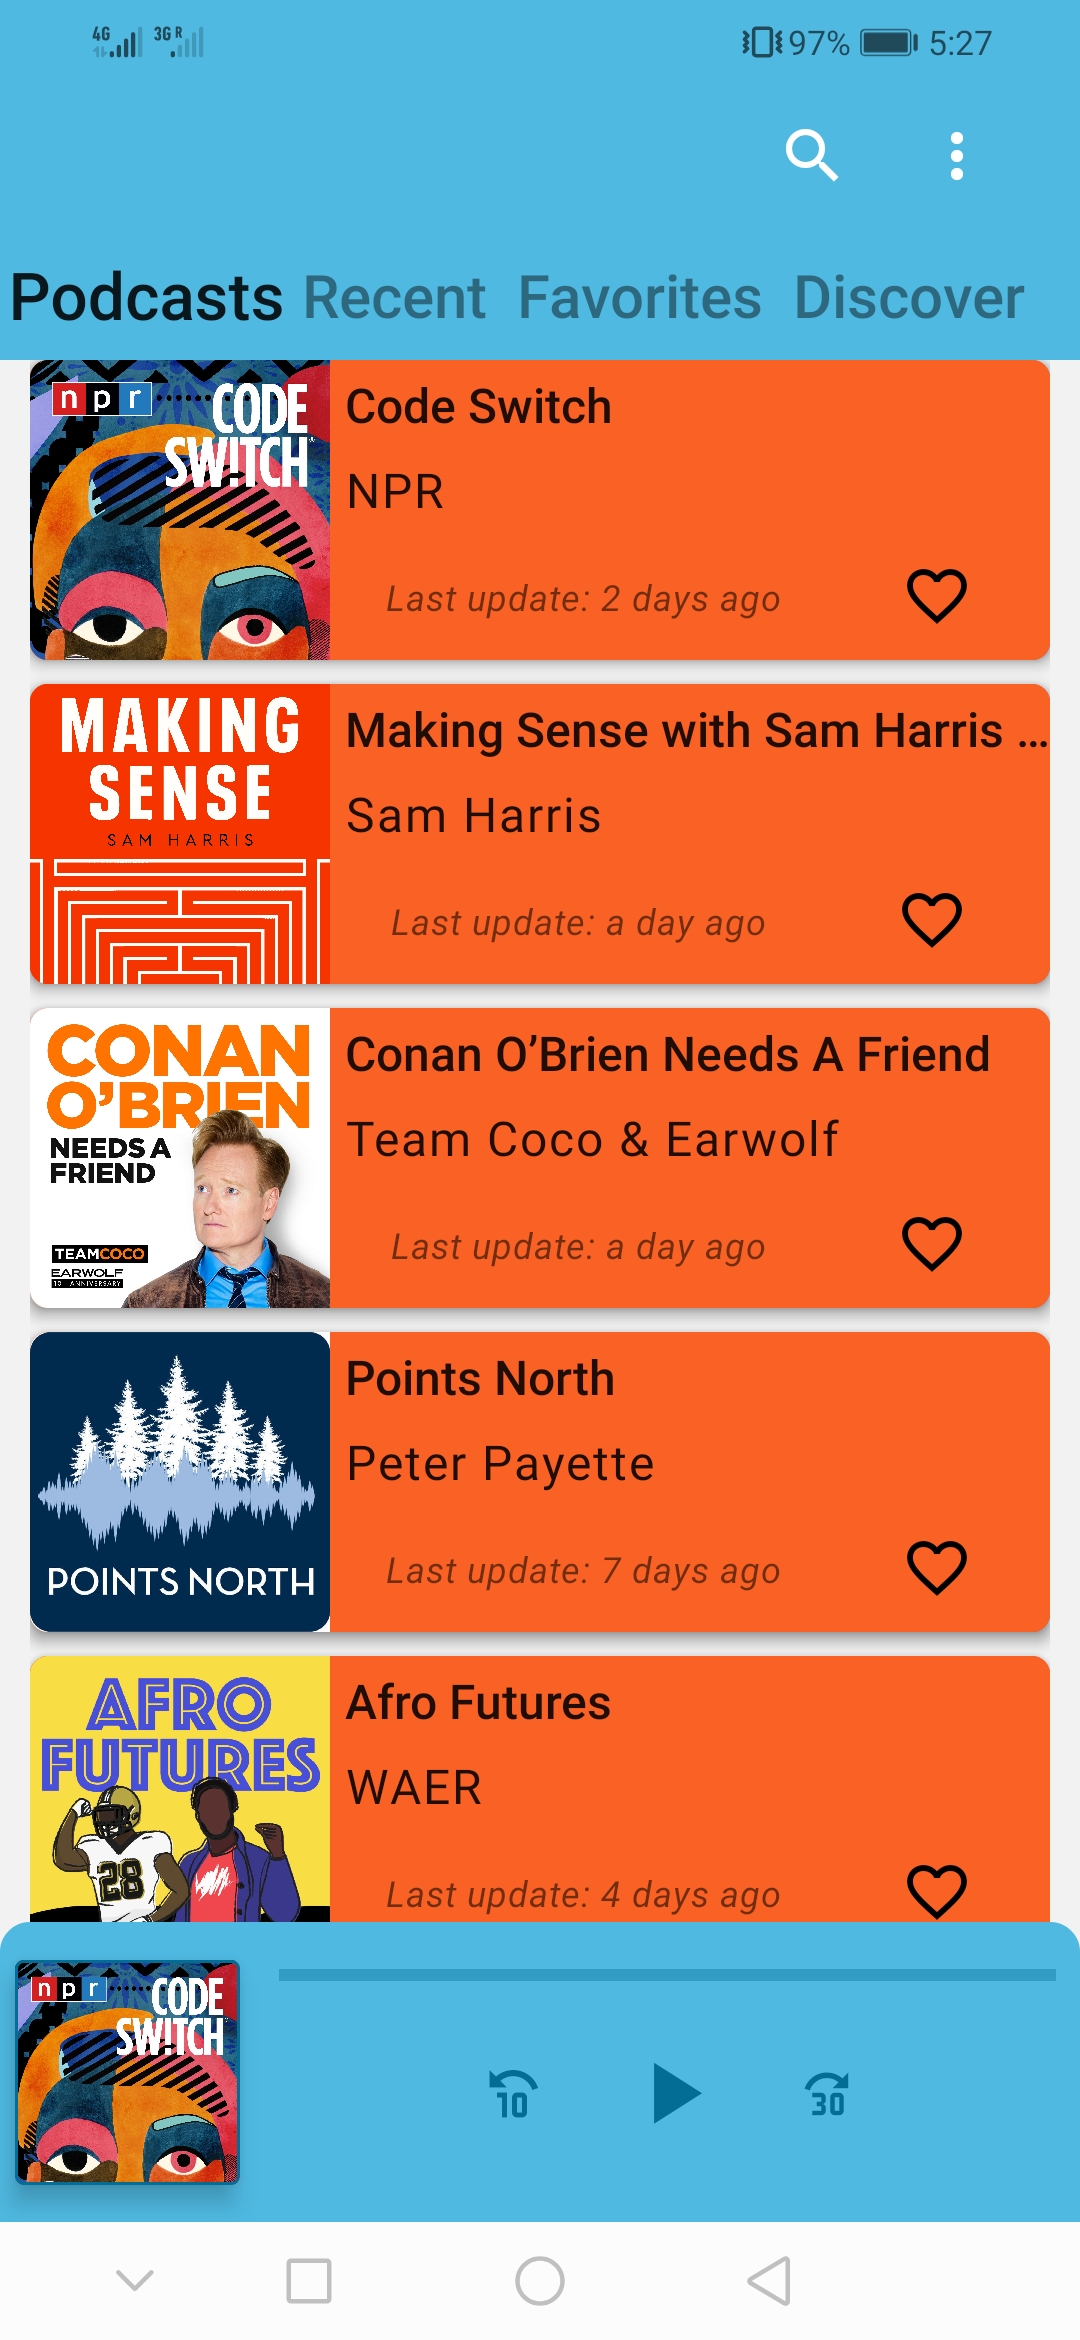 4G 3G R 97% 5:27
Podcasts Recent Favorites Discover
npr CODE SWITCH
Code Switch
NPR
Last update: 2 days ago
MAKING
SENSE
SAM HARRIS
Making Sense with Sam Harris ...
Sam Harris
Last update: a day ago
CONAN
O'BRIEN
NEEDS A
FRIEND
TEAMCOCO
EARWOLF
Conan O’Brien Needs A Friend
Team Coco & Earwolf
Last update: a day ago
POINTS NORTH
Points North
Peter Payette
Last update: 7 days ago
AFRO
FUTURES
28
Afro Futures
WAER
Last update: 4 days ago
npr CODE
SWITCH
10 30